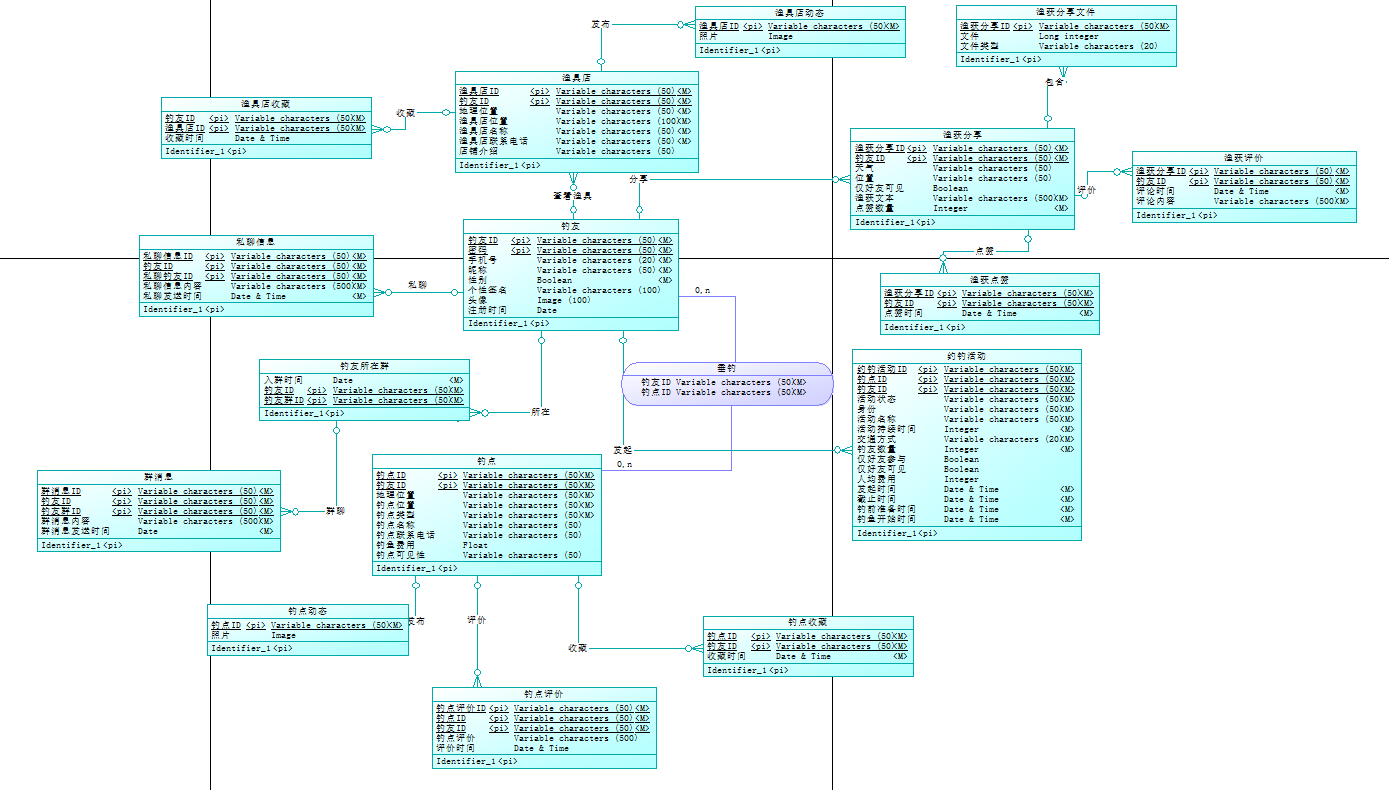 渔具店动态
渔具店ID <pi> Variable characters (50)<M>
照片 Image
Identifier_1 <pi>
发布
渔获分享文件
渔获分享ID <pi> Variable characters (50)<M>
文件 Long integer
文件类型 Variable characters (20)
Identifier_1 <pi>
包含
渔具店
渔具店ID <pi> Variable characters (50)<M>
钓友ID <pi> Variable characters (50)<M>
地理位置 Variable characters (50)<M>
渔具店位置 Variable characters (100)<M>
渔具店名称 Variable characters (50)<M>
渔具店联系电话 Variable characters (50)<M>
店铺介绍 Variable characters (50)
Identifier_1 <pi>
渔具店收藏
钓友ID <pi> Variable characters (50)<M>
渔具店ID <pi> Variable characters (50)<M>
收藏时间 Date & Time
Identifier_1 <pi>
收藏
渔获分享
渔获分享ID <pi> Variable characters (50)<M>
钓友ID <pi> Variable characters (50)<M>
天气 Variable characters (50)
位置 Variable characters (50)
仅好友可见 Boolean
渔获文本 Variable characters (500)<M>
点赞数量 Integer <M>
Identifier_1 <pi>
渔获评价
渔获分享ID <pi> Variable characters (50)<M>
钓友ID <pi> Variable characters (50)<M>
评论时间 Date & Time <M>
评论内容 Variable characters (500)<M>
Identifier_1 <pi>
评价
分享
查看渔具
钓友
钓友ID <pi> Variable characters (50)<M>
密码 <pi> Variable characters (50)<M>
手机号 Variable characters (20)<M>
昵称 Variable characters (50)<M>
性别 Boolean <M>
个性签名 Variable characters (100)
头像 Image (100)
注册时间 Date
Identifier_1 <pi>
私聊信息
私聊信息ID <pi> Variable characters (50)<M>
钓友ID <pi> Variable characters (50)<M>
私聊钓友ID <pi> Variable characters (50)<M>
私聊信息内容 Variable characters (500)<M>
私聊发送时间 Date & Time <M>
Identifier_1 <pi>
私聊
点赞
渔获点赞
渔获分享ID <pi> Variable characters (50)<M>
钓友ID <pi> Variable characters (50)<M>
点赞时间 Date & Time <M>
Identifier_1 <pi>
0,n
垂钓
钓友ID Variable characters (50)<M>
钓点ID Variable characters (50)<M>
钓友所在群
入群时间 Date <M>
钓友ID <pi> Variable characters (50)<M>
钓友群ID <pi> Variable characters (50)<M>
Identifier_1 <pi>
所在
约钓活动
约钓活动ID <pi> Variable characters (50)<M>
钓点ID <pi> Variable characters (50)<M>
钓友ID <pi> Variable characters (50)<M>
活动状态 Variable characters (50)<M>
身份 Variable characters (50)<M>
活动名称 Variable characters (50)<M>
活动持续时间 Integer <M>
交通方式 Variable characters (20)<M>
钓友数量 Integer <M>
仅好友参与 Boolean
仅好友可见 Boolean
人均费用 Integer
发起时间 Date & Time <M>
截止时间 Date & Time <M>
钓前准备时间 Date & Time <M>
钓鱼开始时间 Date & Time <M>
Identifier_1 <pi>
发起
0,n
钓点
钓点ID <pi> Variable characters (50)<M>
钓友ID <pi> Variable characters (50)<M>
地理位置 Variable characters (50)<M>
钓点位置 Variable characters (50)<M>
钓点类型 Variable characters (50)<M>
钓点名称 Variable characters (50)
钓点联系电话 Variable characters (50)
钓鱼费用 Float
钓点可见性 Variable characters (50)
Identifier_1 <pi>
群消息
群消息ID <pi> Variable characters (50)<M>
钓友ID <pi> Variable characters (50)<M>
钓友群ID <pi> Variable characters (50)<M>
群消息内容 Variable characters (500)<M>
群消息发送时间 Date <M>
Identifier_1 <pi>
群聊
钓点动态
钓点ID <pi> Variable characters (50)<M>
照片 Image
Identifier_1 <pi>
发布
评价
收藏
钓点收藏
钓点ID <pi> Variable characters (50)<M>
钓友ID <pi> Variable characters (50)<M>
收藏时间 Date & Time <M>
Identifier_1 <pi>
钓点评价
钓点评价ID <pi> Variable characters (50)<M>
钓点ID <pi> Variable characters (50)<M>
钓友ID <pi> Variable characters (50)<M>
钓点评价 Variable characters (500)
评价时间 Date & Time
Identifier_1 <pi>